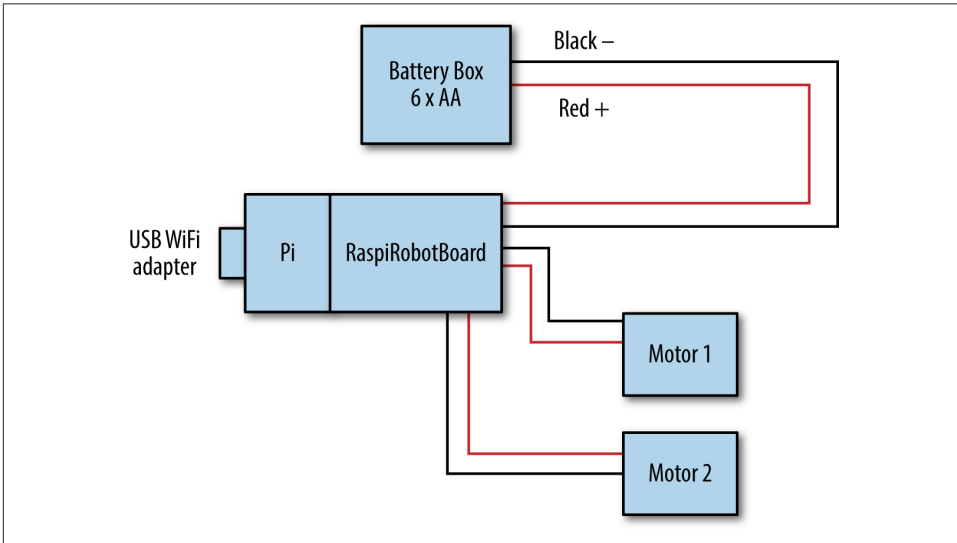 Battery Box
6 x AA
Black –
Red +
USB WiFi
adapter
Pi
RaspiRobotBoard
Motor 1
Motor 2